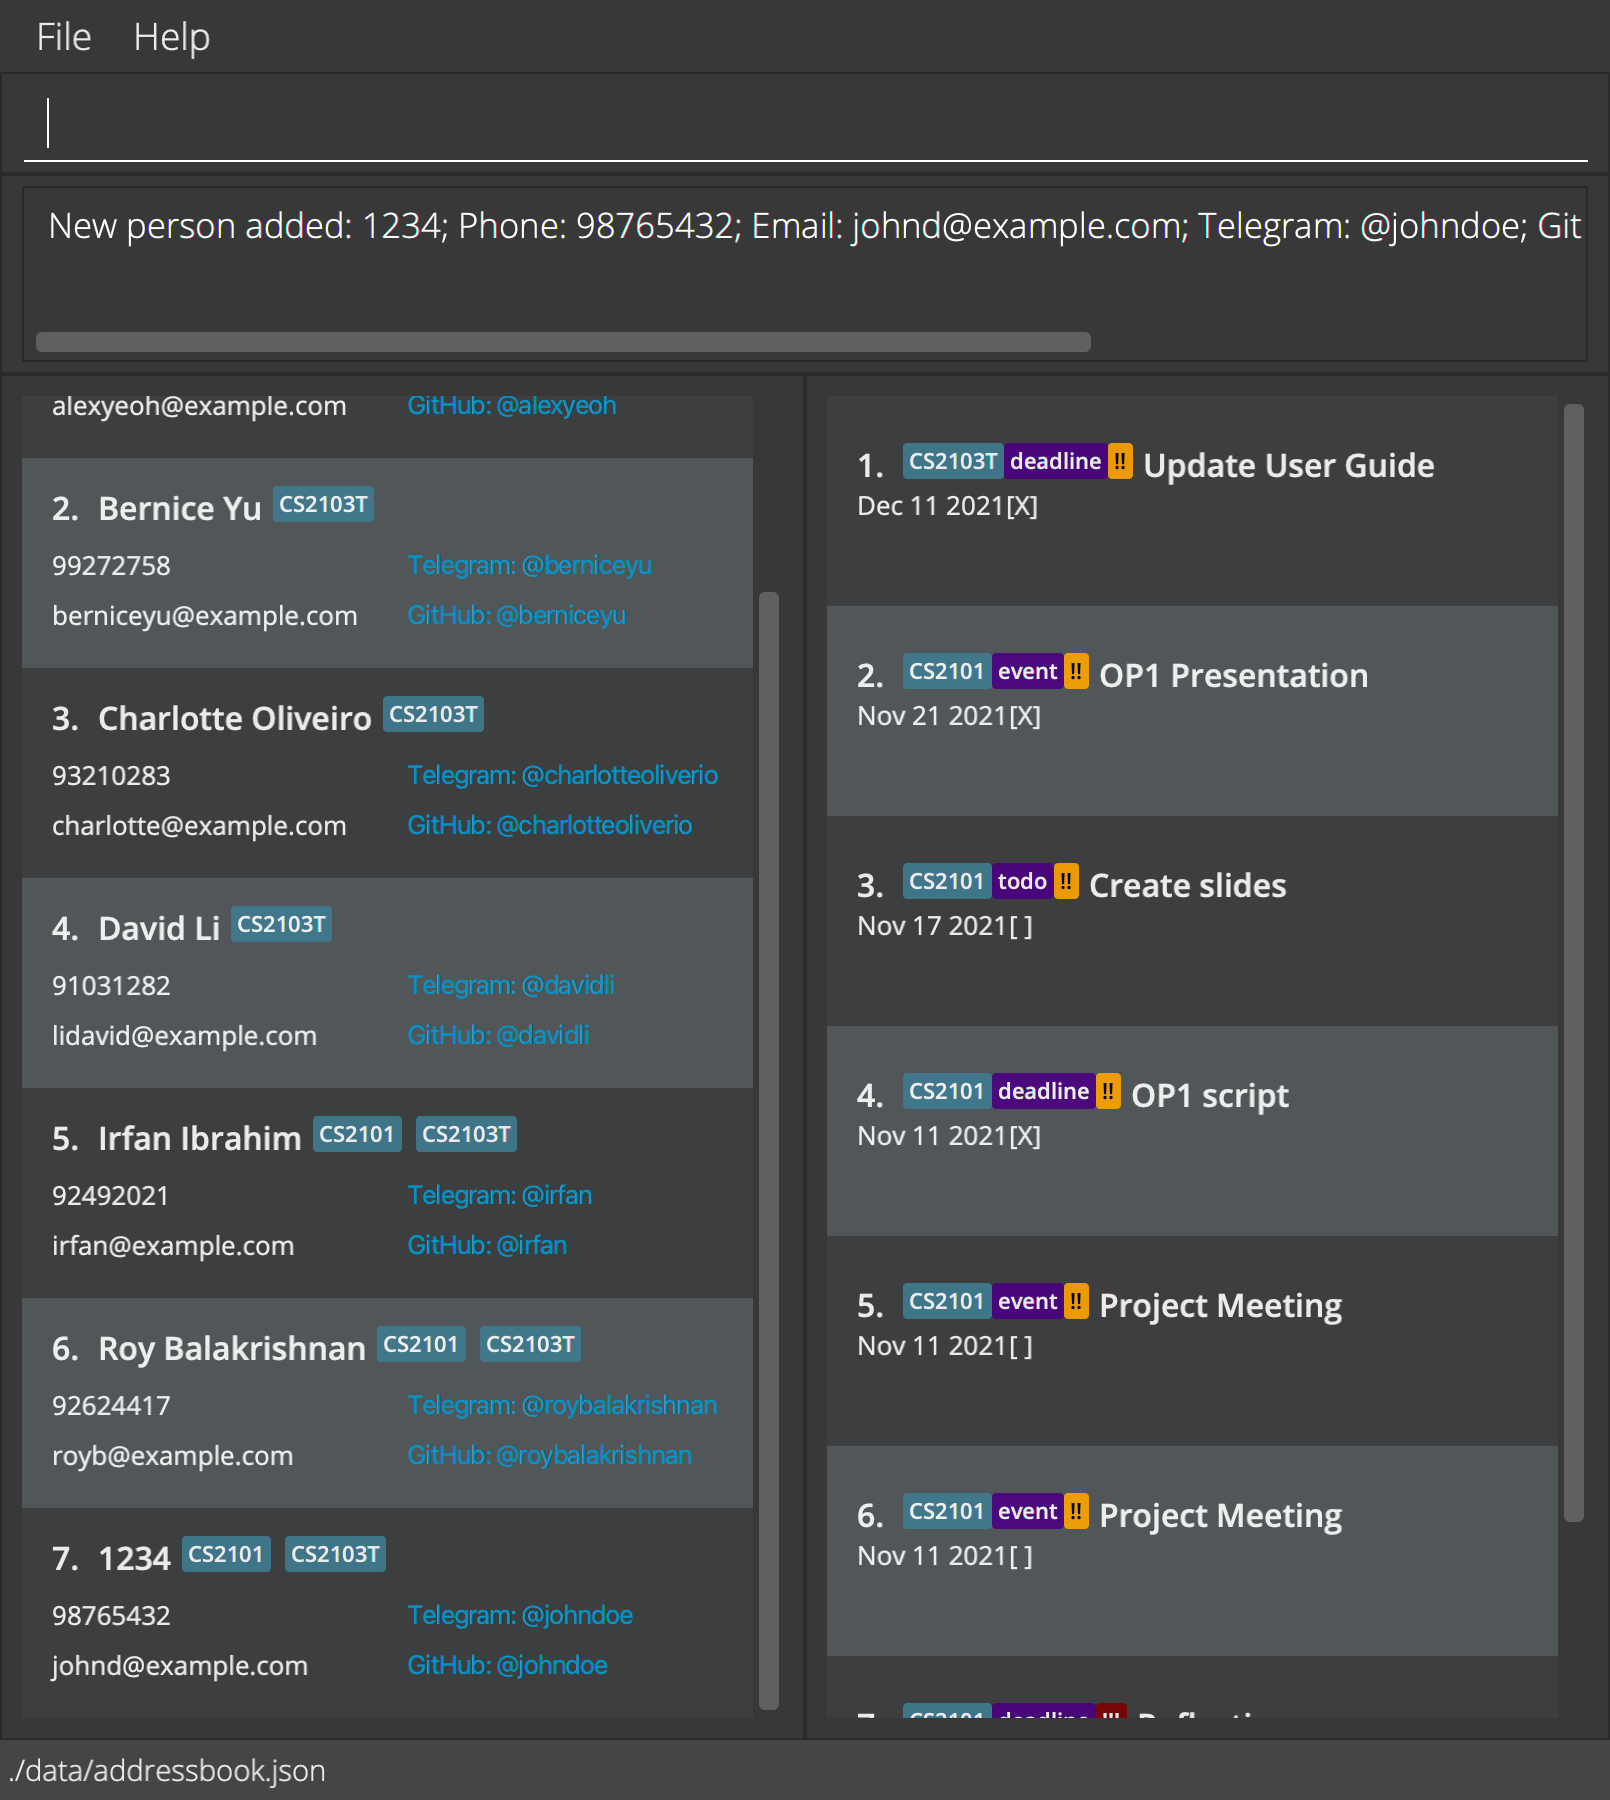 File Help
New person added: 1234; Phone: 98765432; Email: johnd@example.com; Telegram: @johndoe; Git
alexyeoh@example.com GitHub: @alexyeoh
2. Bernice Yu CS2103T
99272758 Telegram: @berniceyu
berniceyu@example.com GitHub: @berniceyu
3. Charlotte Oliveiro CS2103T
93210283 Telegram: @charlotteoliverio
charlotte@example.com GitHub: @charlotteoliverio
4. David Li CS2103T
91031282 Telegram: @davidli
lidavid@example.com GitHub: @davidli
5. Irfan Ibrahim CS2101 CS2103T
92492021 Telegram: @irfan
irfan@example.com GitHub: @irfan
6. Roy Balakrishnan CS2101 CS2103T
92624417 Telegram: @roybalakrishnan
royb@example.com GitHub: @roybalakrishnan
7. 1234 CS2101 CS2103T
98765432 Telegram: @johndoe
johnd@example.com GitHub: @johndoe
1. CS2103T deadline !! Update User Guide
Dec 11 2021[X]
2. CS2101 event !! OP1 Presentation
Nov 21 2021[X]
3. CS2101 todo !! Create slides
Nov 17 2021[ ]
4. CS2101 deadline !! OP1 script
Nov 11 2021[X]
5. CS2101 event !! Project Meeting
Nov 11 2021[ ]
6. CS2101 event !! Project Meeting
Nov 11 2021[ ]
7. CS2101 deadline !!!
./data/addressbook.json